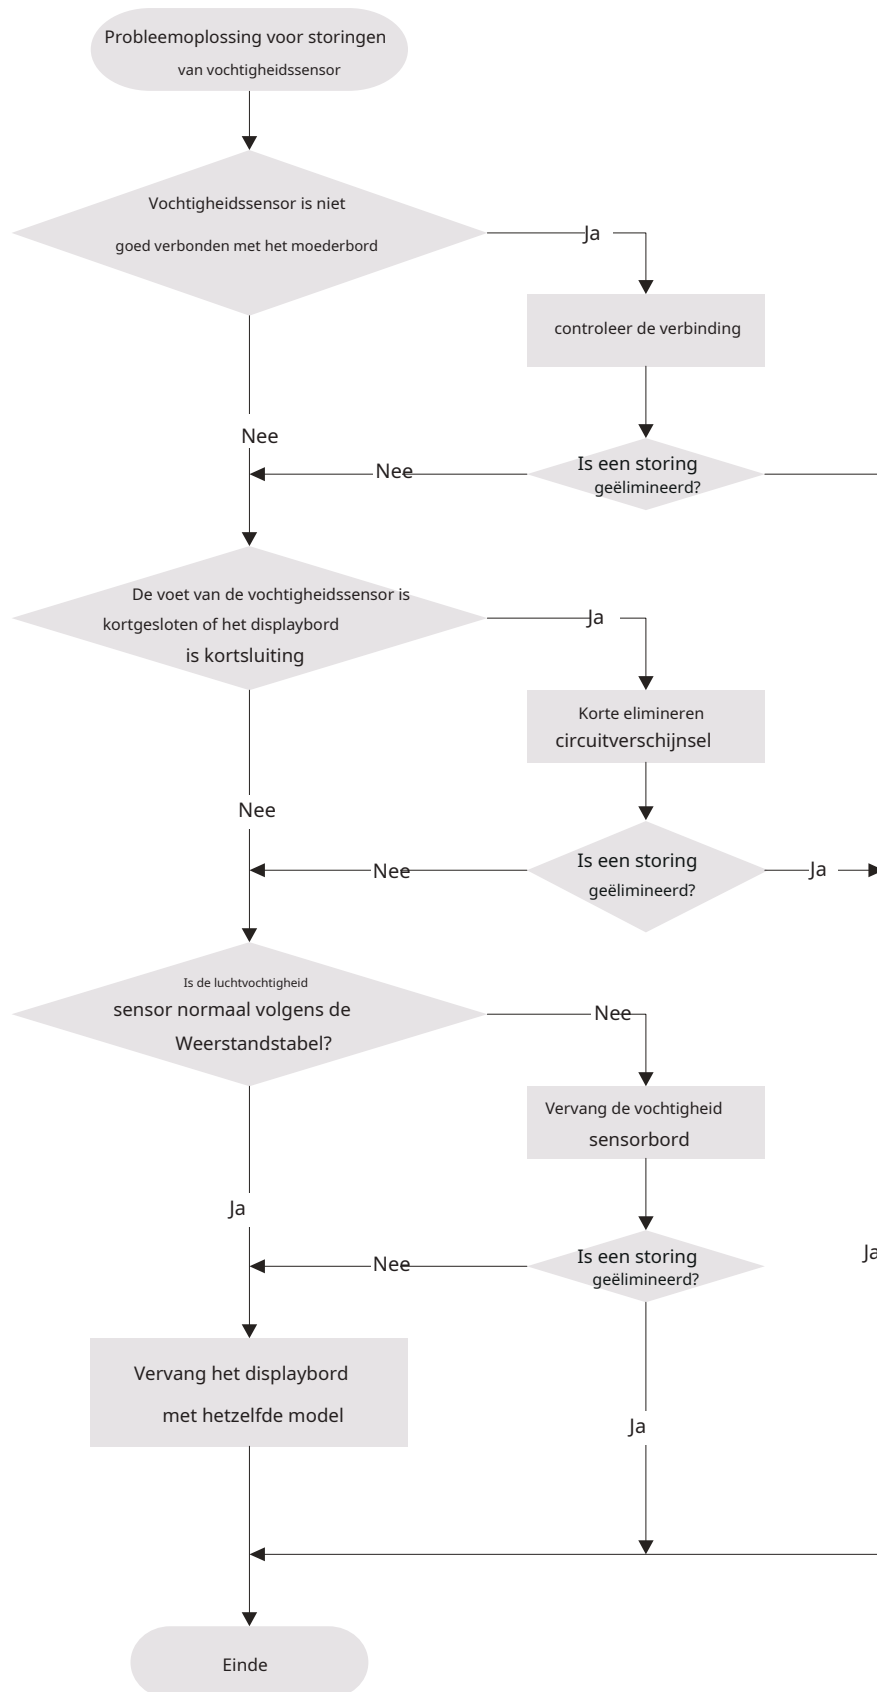 Probleemoplossing voor storingen
van vochtigheidssensor
Vochtigheidssensor is niet
goed verbonden met het moederbord
Ja
controleer de verbinding
Nee
Nee
Is een storing
geëlimineerd?
De voet van de vochtigheidssensor is
kortgesloten of het displaybord
is kortsluiting
Ja
Korte elimineren
circuitverschijnsel
Nee
Nee
Is een storing
geëlimineerd?
Ja
Is de luchtvochtigheid
sensor normaal volgens de
Weerstandstabel?
Nee
Vervang de vochtigheid
sensorbord
Ja
Nee
Is een storing
geëlimineerd?
Ja
Vervang het displaybord
met hetzelfde model
Ja
Einde